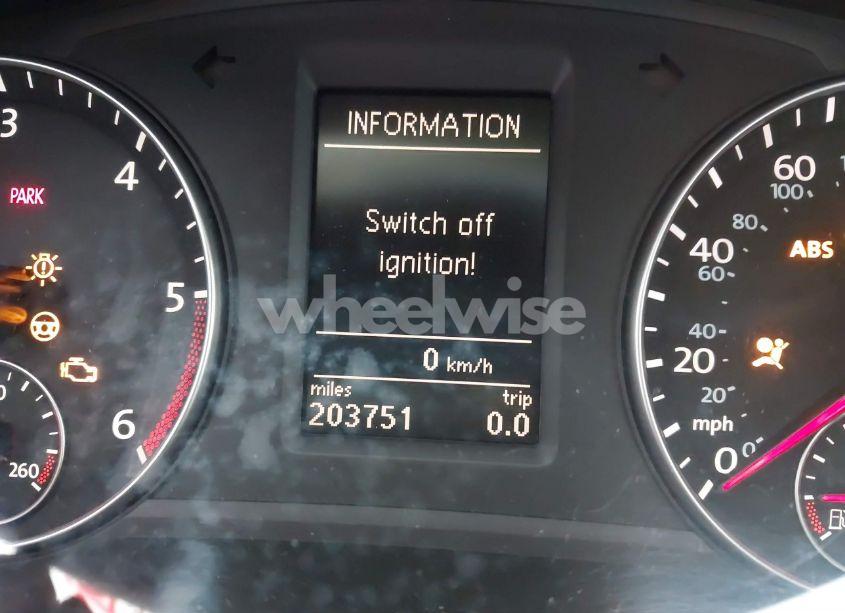 INFORMATION
Switch off
ignition!
0 km/h
miles trip
203751 0.0
3
4
5
6
PARK
260
60
100
80
40
60
40
20
20
mph
0
0
ABS
wheelwise